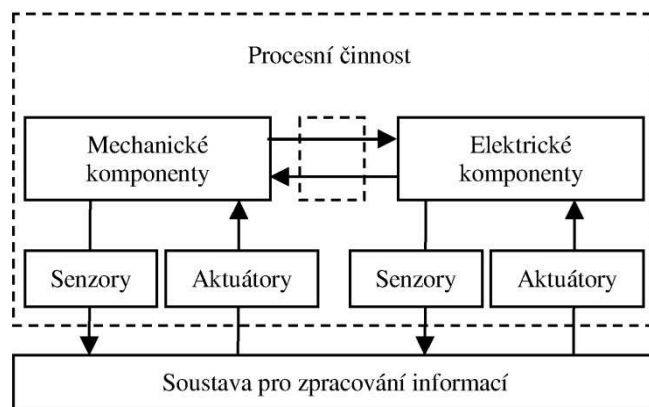 Procesní činnost
Mechanické
komponenty
Elektrické
komponenty
Senzory
Aktuátory
Senzory
Aktuátory
Soustava pro zpracování informací